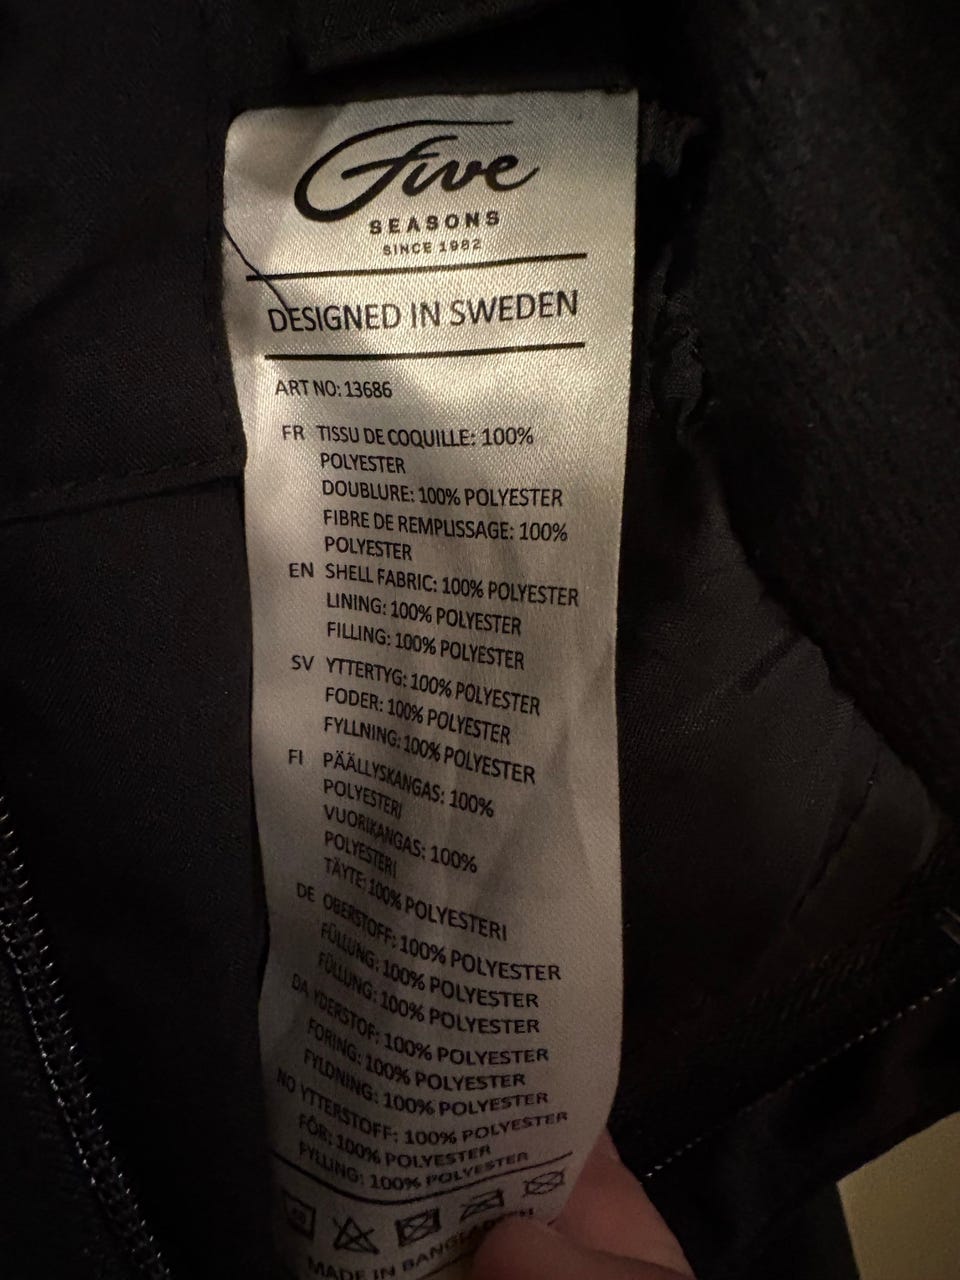 Five
SEASONS
SINCE 1982
DESIGNED IN SWEDEN
ART NO: 13686
FR TISSU DE COQUILLE: 100%
POLYESTER
DOUBLURE: 100% POLYESTER
FIBRE DE REMPLISSAGE: 100%
POLYESTER
EN SHELL FABRIC: 100% POLYESTER
LINING: 100% POLYESTER
FILLING: 100% POLYESTER
SV YTTERTYG: 100% POLYESTER
FODER: 100% POLYESTER
FYLLNING: 100% POLYESTER
FI PÄÄLLYSKANGAS: 100%
POLYESTERI
VUORIKANGAS: 100%
POLYESTERI
TÄYTE: 100% POLYESTERI
DE OBERSTOFF: 100% POLYESTER
FÜLLUNG: 100% POLYESTER
FÜLLUNG: 100% POLYESTER
DA YDERSTOF: 100% POLYESTER
FORING: 100% POLYESTER
FYLDNING: 100% POLYESTER
NO YTTERSTOFF: 100% POLYESTER
FÓR: 100% POLYESTER
FYLLING: 100% POLYESTER
MADE IN BANGLADESH